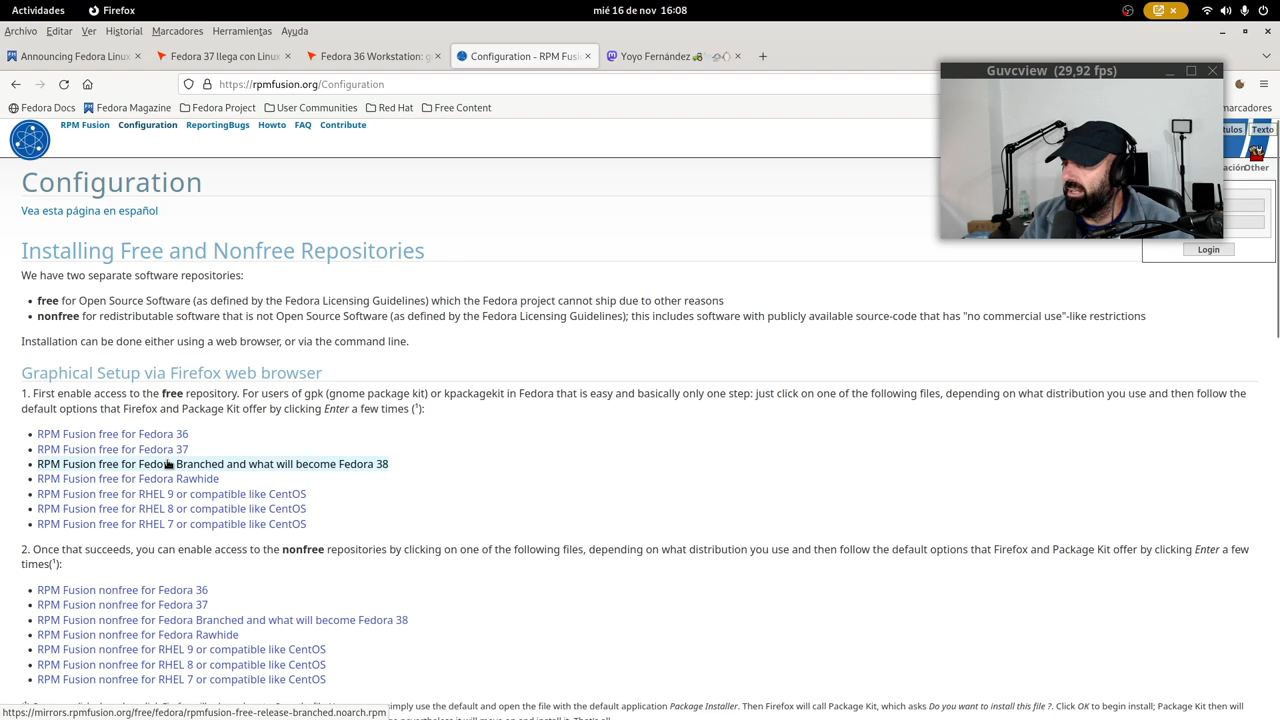 Actividades Firefox mié 16 de nov 16:08
Archivo Editar Ver Historial Marcadores Herramientas Ayuda
Announcing Fedora Linux
Fedora 37 llega con Linux
Fedora 36 Workstation: g
Configuration - RPM Fusi
Yoyo Fernández
https://rpmfusion.org/Configuration
Guvcview (29,92 fps)
Fedora Docs Fedora Magazine Fedora Project User Communities Red Hat Free Content marcadores
RPM Fusion Configuration ReportingBugs Howto FAQ Contribute
tulos Texto
aciónOther
Login
Configuration
Vea esta página en español
Installing Free and Nonfree Repositories
We have two separate software repositories:
• free for Open Source Software (as defined by the Fedora Licensing Guidelines) which the Fedora project cannot ship due to other reasons
• nonfree for redistributable software that is not Open Source Software (as defined by the Fedora Licensing Guidelines); this includes software with publicly available source-code that has "no commercial use"-like restrictions
Installation can be done either using a web browser, or via the command line.
Graphical Setup via Firefox web browser
1. First enable access to the free repository. For users of gpk (gnome package kit) or kpackagekit in Fedora that is easy and basically only one step: just click on one of the following files, depending on what distribution you use and then follow the
default options that Firefox and Package Kit offer by clicking Enter a few times (¹):
• RPM Fusion free for Fedora 36
• RPM Fusion free for Fedora 37
• RPM Fusion free for Fedora Branched and what will become Fedora 38
• RPM Fusion free for Fedora Rawhide
• RPM Fusion free for RHEL 9 or compatible like CentOS
• RPM Fusion free for RHEL 8 or compatible like CentOS
• RPM Fusion free for RHEL 7 or compatible like CentOS
2. Once that succeeds, you can enable access to the nonfree repositories by clicking on one of the following files, depending on what distribution you use and then follow the default options that Firefox and Package Kit offer by clicking Enter a few
times(¹):
• RPM Fusion nonfree for Fedora 36
• RPM Fusion nonfree for Fedora 37
• RPM Fusion nonfree for Fedora Branched and what will become Fedora 38
• RPM Fusion nonfree for Fedora Rawhide
• RPM Fusion nonfree for RHEL 9 or compatible like CentOS
• RPM Fusion nonfree for RHEL 8 or compatible like CentOS
• RPM Fusion nonfree for RHEL 7 or compatible like CentOS
simply use the default and open the file with the default application Package Installer. Then Firefox will call Package Kit, which asks Do you want to install this file ?. Click OK to begin install; Package Kit then will
https://mirrors.rpmfusion.org/free/fedora/rpmfusion-free-release-branched.noarch.rpm